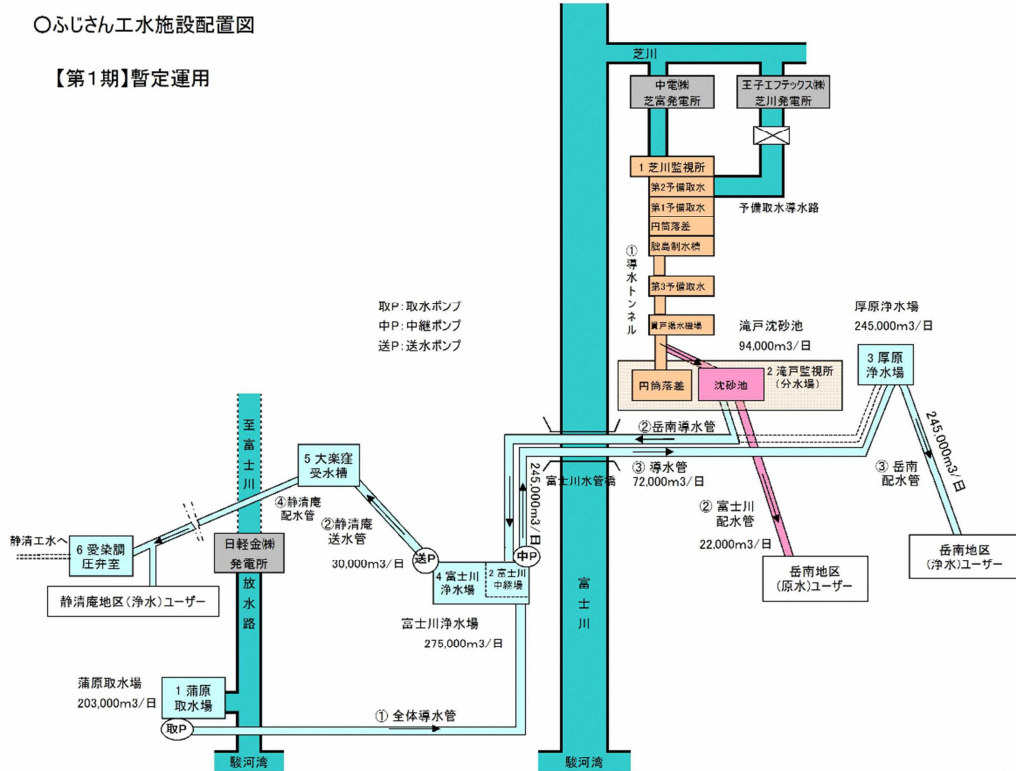 〇ふじさん工水施設配置図
【第1期】暫定運用
芝川
中電㈱
芝富発電所
王子エフテックス㈱
芝川発電所
1 芝川監視所
第2予備取水
第1予備取水
円筒落差
制水槽
予備取水導水路
①導水トンネル
第3予備取水
貫戸揚水機場
取P:取水ポンプ
中P:中継ポンプ
送P:送水ポンプ
滝戸沈砂池
94,000m3/日
厚原浄水場
245,000m3/日
3 厚原
浄水場
2 滝戸監視所
(分水場)
円筒落差
沈砂池
至富士川
5 大楽窪
受水槽
②岳南導水管
③ 導水管
72,000m3/日
富士川水管橋
245,000m3/日
③ 岳南
配水管
245,000m3/日
④静清庵
配水管
②静清庵
送水管
30,000m3/日
② 富士川
配水管
22,000m3/日
静清工水へ
6 愛染調
圧弁室
日軽金㈱
発電所
送P
中P
4 富士川
浄水場
2 富士川
中継場
岳南地区
(原水)ユーザー
岳南地区
(浄水)ユーザー
静清庵地区(浄水)ユーザー
放水路
富士川
富士川浄水場
275,000m3/日
蒲原取水場
203,000m3/日
1 蒲原
取水場
取P
① 全体導水管
駿河湾
駿河湾